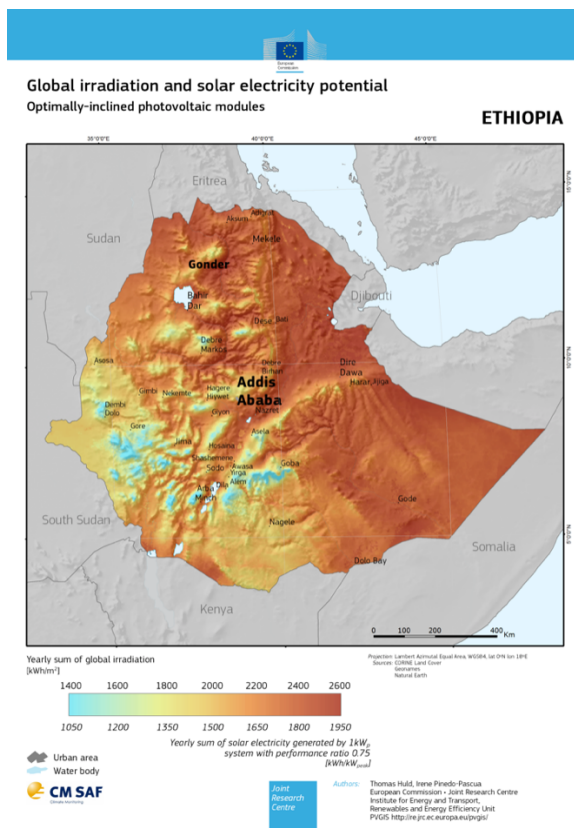 European
Commission
Global irradiation and solar electricity potential
Optimally-inclined photovoltaic modules
ETHIOPIA
35°0'0"E
40°0'0"E
45°0'0"E
Eritrea
Sudan
Aksum
Adigrat
Mekele
Gonder
Bahir
Dar
Djibouti
Dese
Bati
Debre
Markos
Asosa
Debre
Birhan
Dire
Dawa
Addis
Ababa
Harar
Jijiga
Gimbi
Nekemte
Hagere
Hiywet
Dembi
Dolo
Giyon
Nazret
Gore
Asela
Jima
Hosaina
Shashemene
Sodo
Awasa
Goba
Yirga
Alem
Dila
Arba
Minch
Gode
Nagele
South Sudan
Somalia
Dolo Bay
Kenya
0 100 200 400 Km
Yearly sum of global irradiation
[kWh/m²]
Projection: Lambert Azimutal Equal Area, WGS84, lat 0°N lon 18°E
Sources: CORINE Land Cover
Geonames
Natural Earth
1400 1600 1800 2000 2200 2400 2600
1050 1200 1350 1500 1650 1800 1950
Yearly sum of solar electricity generated by 1kWp
system with performance ratio 0.75
[kWh/kWpeak]
Urban area
Water body
CM SAF
Climate Monitoring
Joint
Research
Centre
Authors: Thomas Huld, Irene Pinedo-Pascua
European Commission • Joint Research Centre
Institute for Energy and Transport,
Renewables and Energy Efficiency Unit
PVGIS http://re.jrc.ec.europa.eu/pvgis/